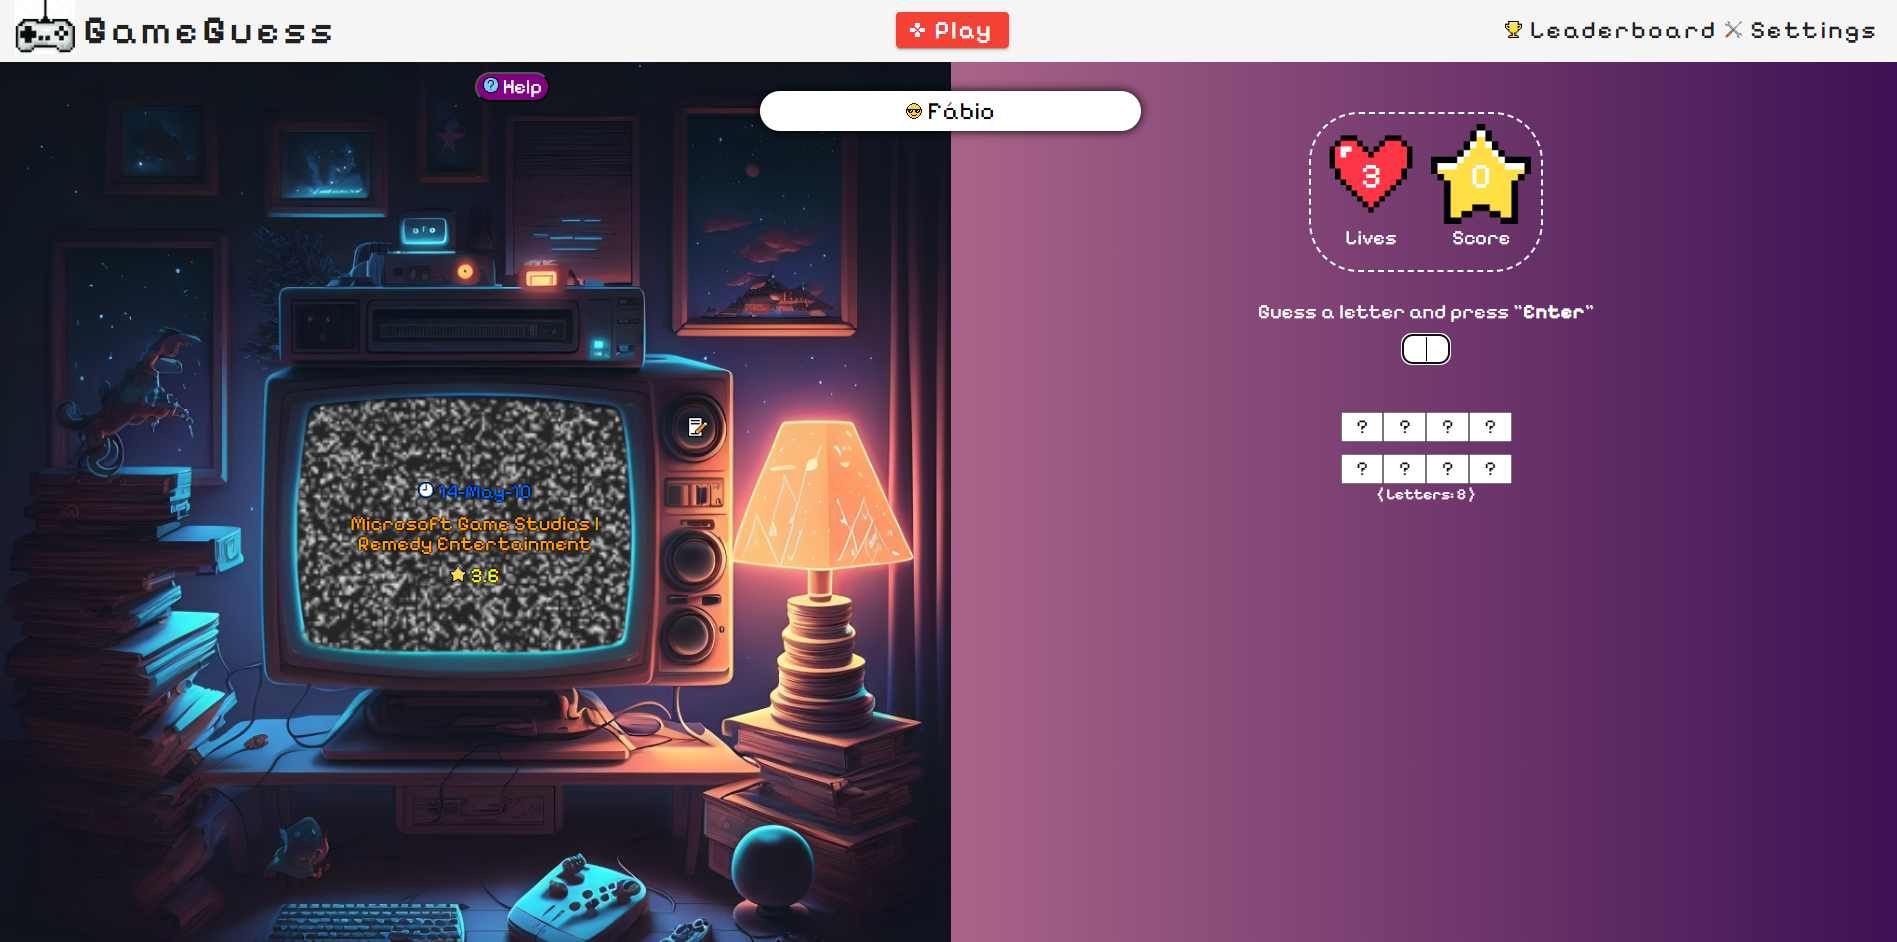 GameGuess
Play
Leaderboard
Settings
Help
Fábio
3
0
Lives
Score
Guess a letter and press "Enter"
14-May-10
Microsoft Game Studios |
Remedy Entertainment
3.6
? ? ? ?
? ? ? ?
{Letters: 8}